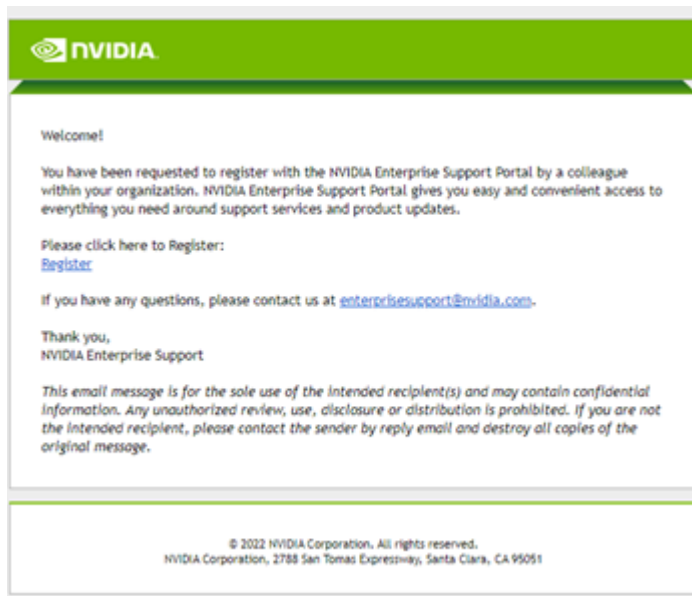 NVIDIA.
Welcome!
You have been requested to register with the NVIDIA Enterprise Support Portal by a colleague
within your organization. NVIDIA Enterprise Support Portal gives you easy and convenient access to
everything you need around support services and product updates.
Please click here to Register:
Register
If you have any questions, please contact us at enterprisesupport@nvidia.com.
Thank you,
NVIDIA Enterprise Support
This email message is for the sole use of the intended recipient(s) and may contain confidential
information. Any unauthorized review, use, disclosure or distribution is prohibited. If you are not
the intended recipient, please contact the sender by reply email and destroy all copies of the
original message.
© 2022 NVIDIA Corporation. All rights reserved.
NVIDIA Corporation, 2788 San Tomas Expressway, Santa Clara, CA 95051